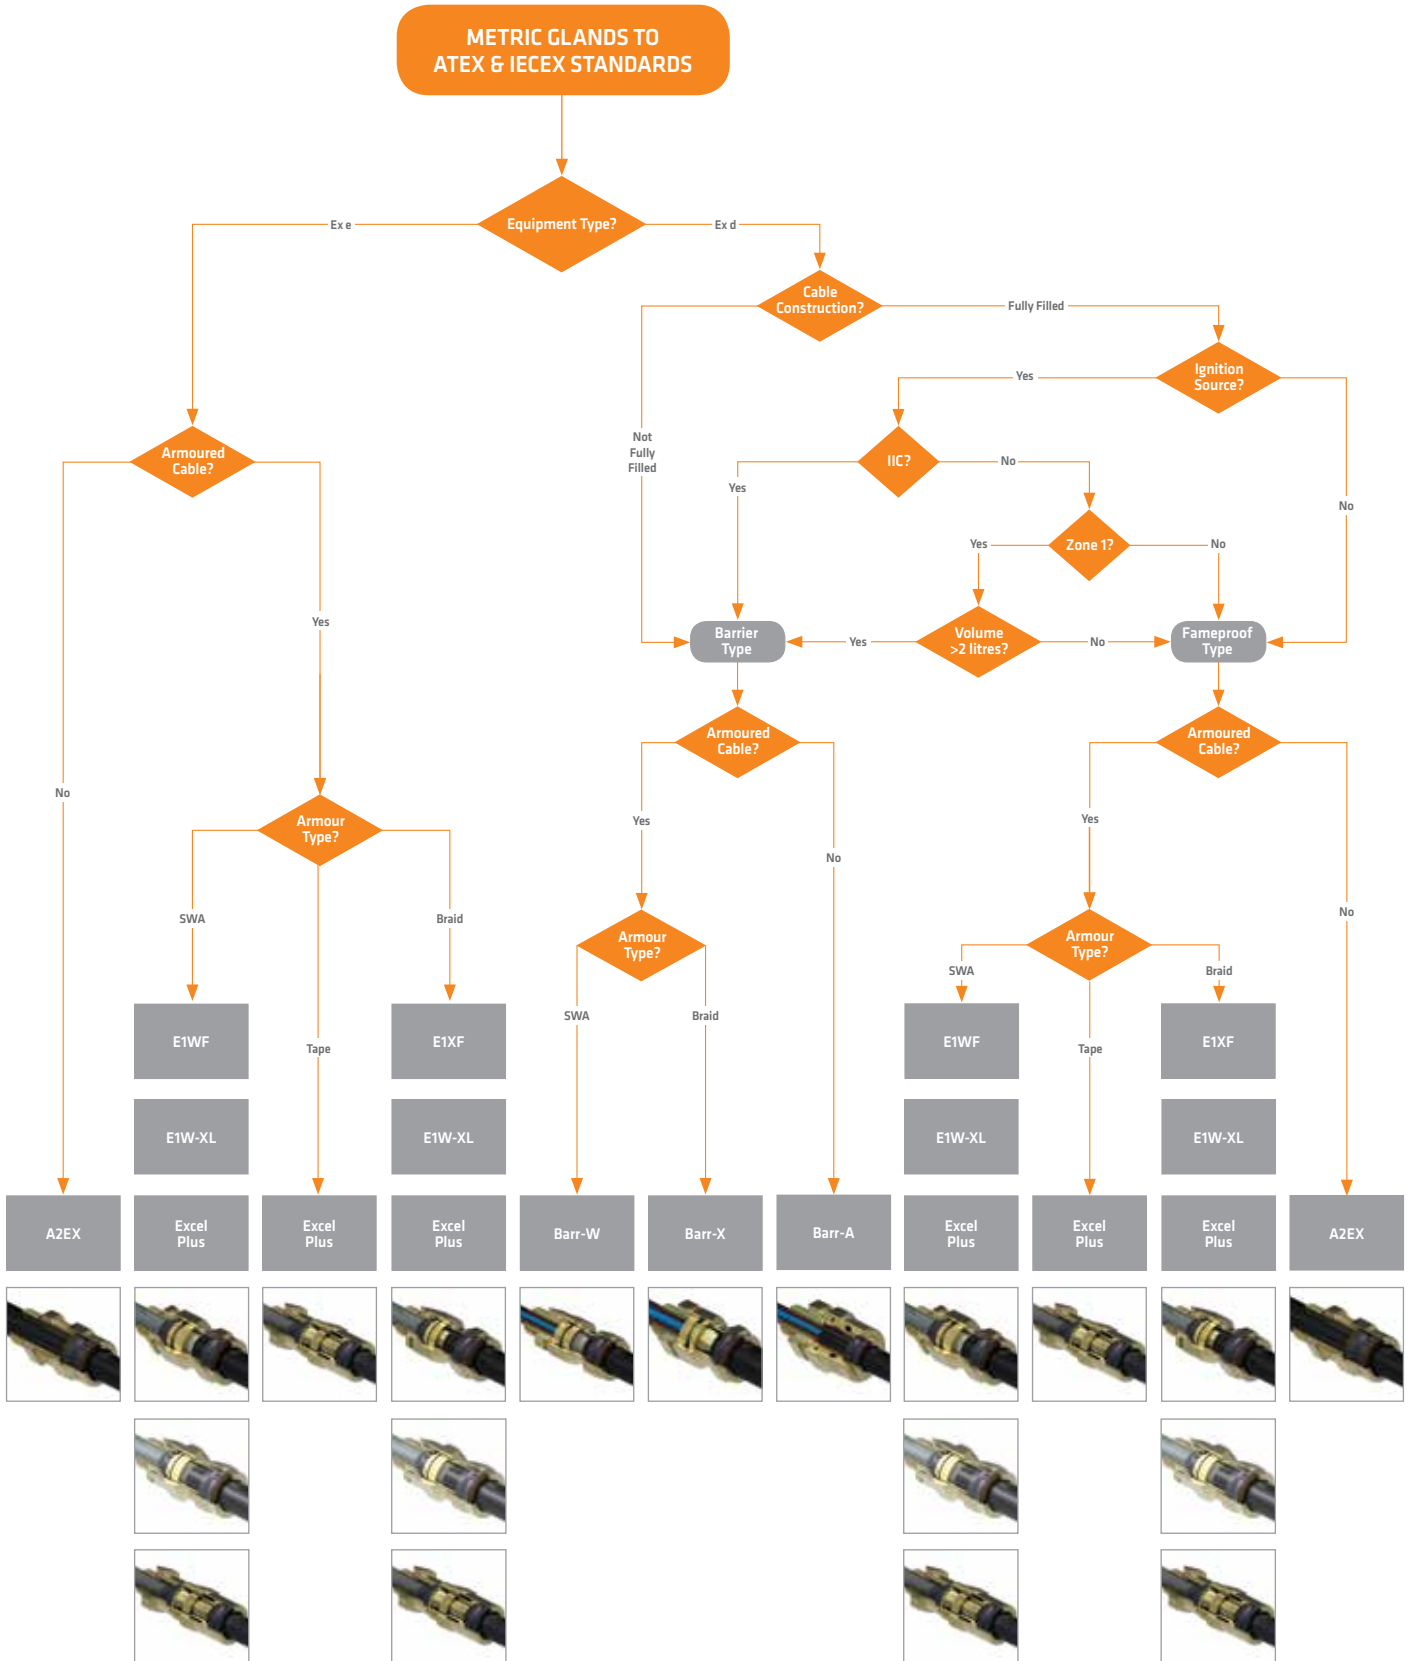 METRIC GLANDS TO
ATEX & IECEX STANDARDS
Equipment Type?
Ex e
Ex d
Cable
Construction?
Fully Filled
Ignition
Source?
Yes
Not
Fully
Filled
Armoured
Cable?
IIC?
No
Yes
No
Zone 1?
Yes
No
Yes
Barrier
Type
Yes
Volume
>2 litres?
No
Fameproof
Type
Armoured
Cable?
Armoured
Cable?
No
Armour
Type?
Yes
Yes
No
SWA
Braid
Armour
Type?
No
Armour
Type?
SWA
Braid
SWA
Braid
E1WF
Tape
E1XF
E1WF
Tape
E1XF
E1W-XL
E1W-XL
E1W-XL
E1W-XL
A2EX
Excel
Plus
Excel
Plus
Excel
Plus
Barr-W
Barr-X
Barr-A
Excel
Plus
Excel
Plus
Excel
Plus
A2EX